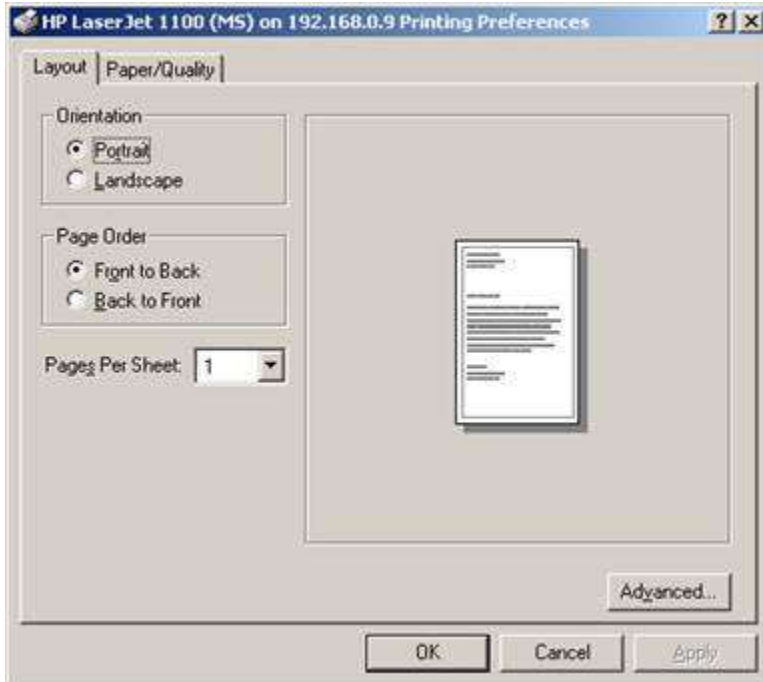 HP LaserJet 1100 (MS) on 192.168.0.9 Printing Preferences
Layout
Paper/Quality
Orientation
Portrait
Landscape
Page Order
Front to Back
Back to Front
Pages Per Sheet: 1
Advanced...
OK
Cancel
Apply